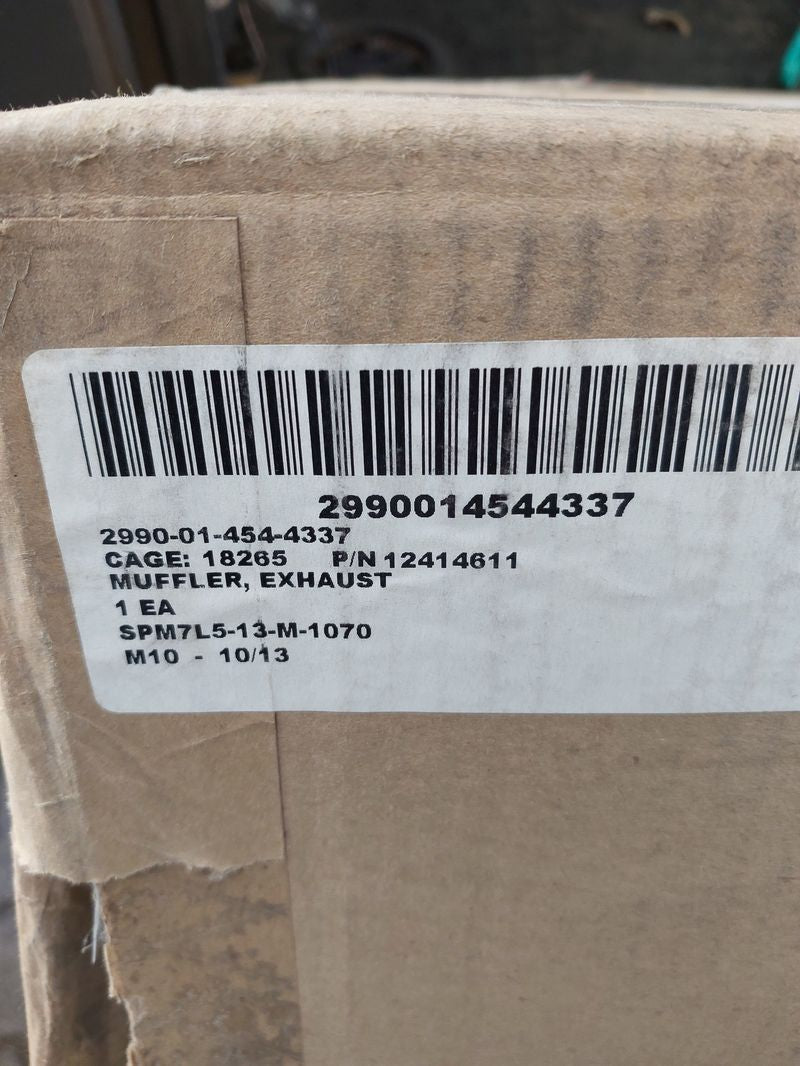 2990014544337
2990-01-454-4337
CAGE: 18265 P/N 12414611
MUFFLER, EXHAUST
1 EA
SPM7L5-13-M-1070
M10 - 10/13